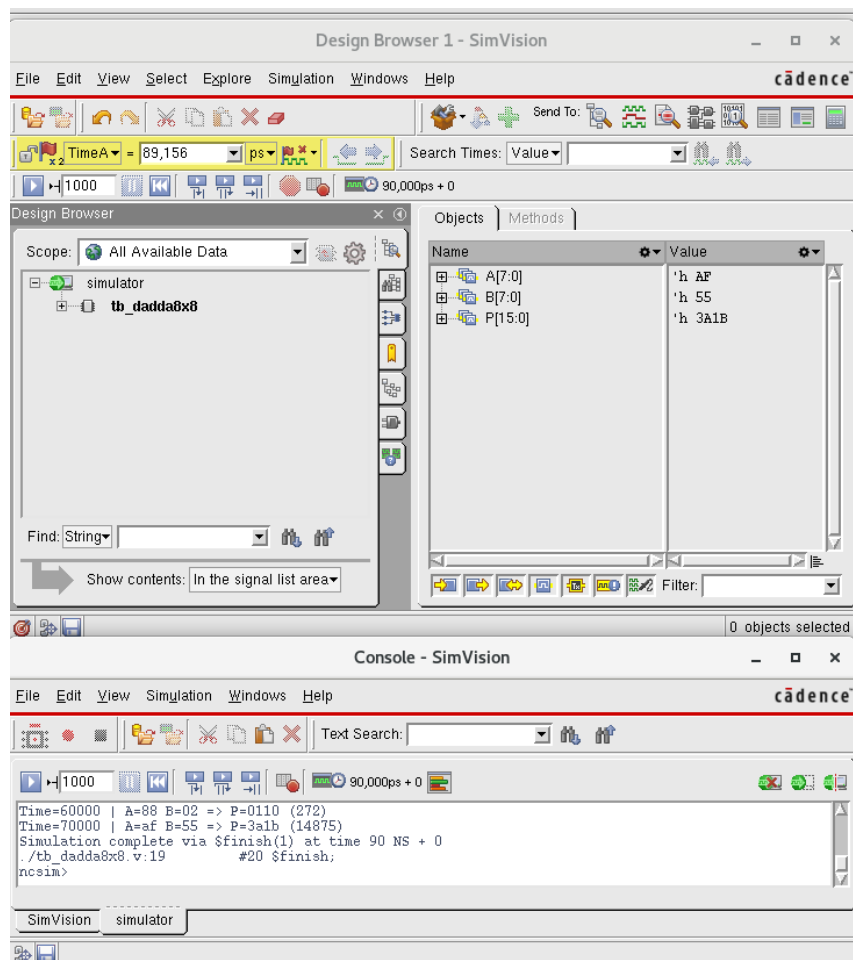 Design Browser 1 - SimVision
File Edit View Select Explore Simulation Windows Help cādence
Send To:
TimeA = 89,156 ps Search Times: Value
1000 90,000ps + 0
Design Browser
Scope: All Available Data
simulator
tb_dadda8x8
Find: String
Show contents: In the signal list area
Objects Methods
Name Value
A[7:0] 'h AF
B[7:0] 'h 55
P[15:0] 'h 3A1B
Filter:
0 objects selected
Console - SimVision
File Edit View Simulation Windows Help cādence
Text Search:
1000 90,000ps + 0
Time=60000 | A=88 B=02 => P=0110 (272)
Time=70000 | A=af B=55 => P=3a1b (14875)
Simulation complete via $finish(1) at time 90 NS + 0
./tb_dadda8x8.v:19 #20 $finish;
ncsim>
SimVision simulator